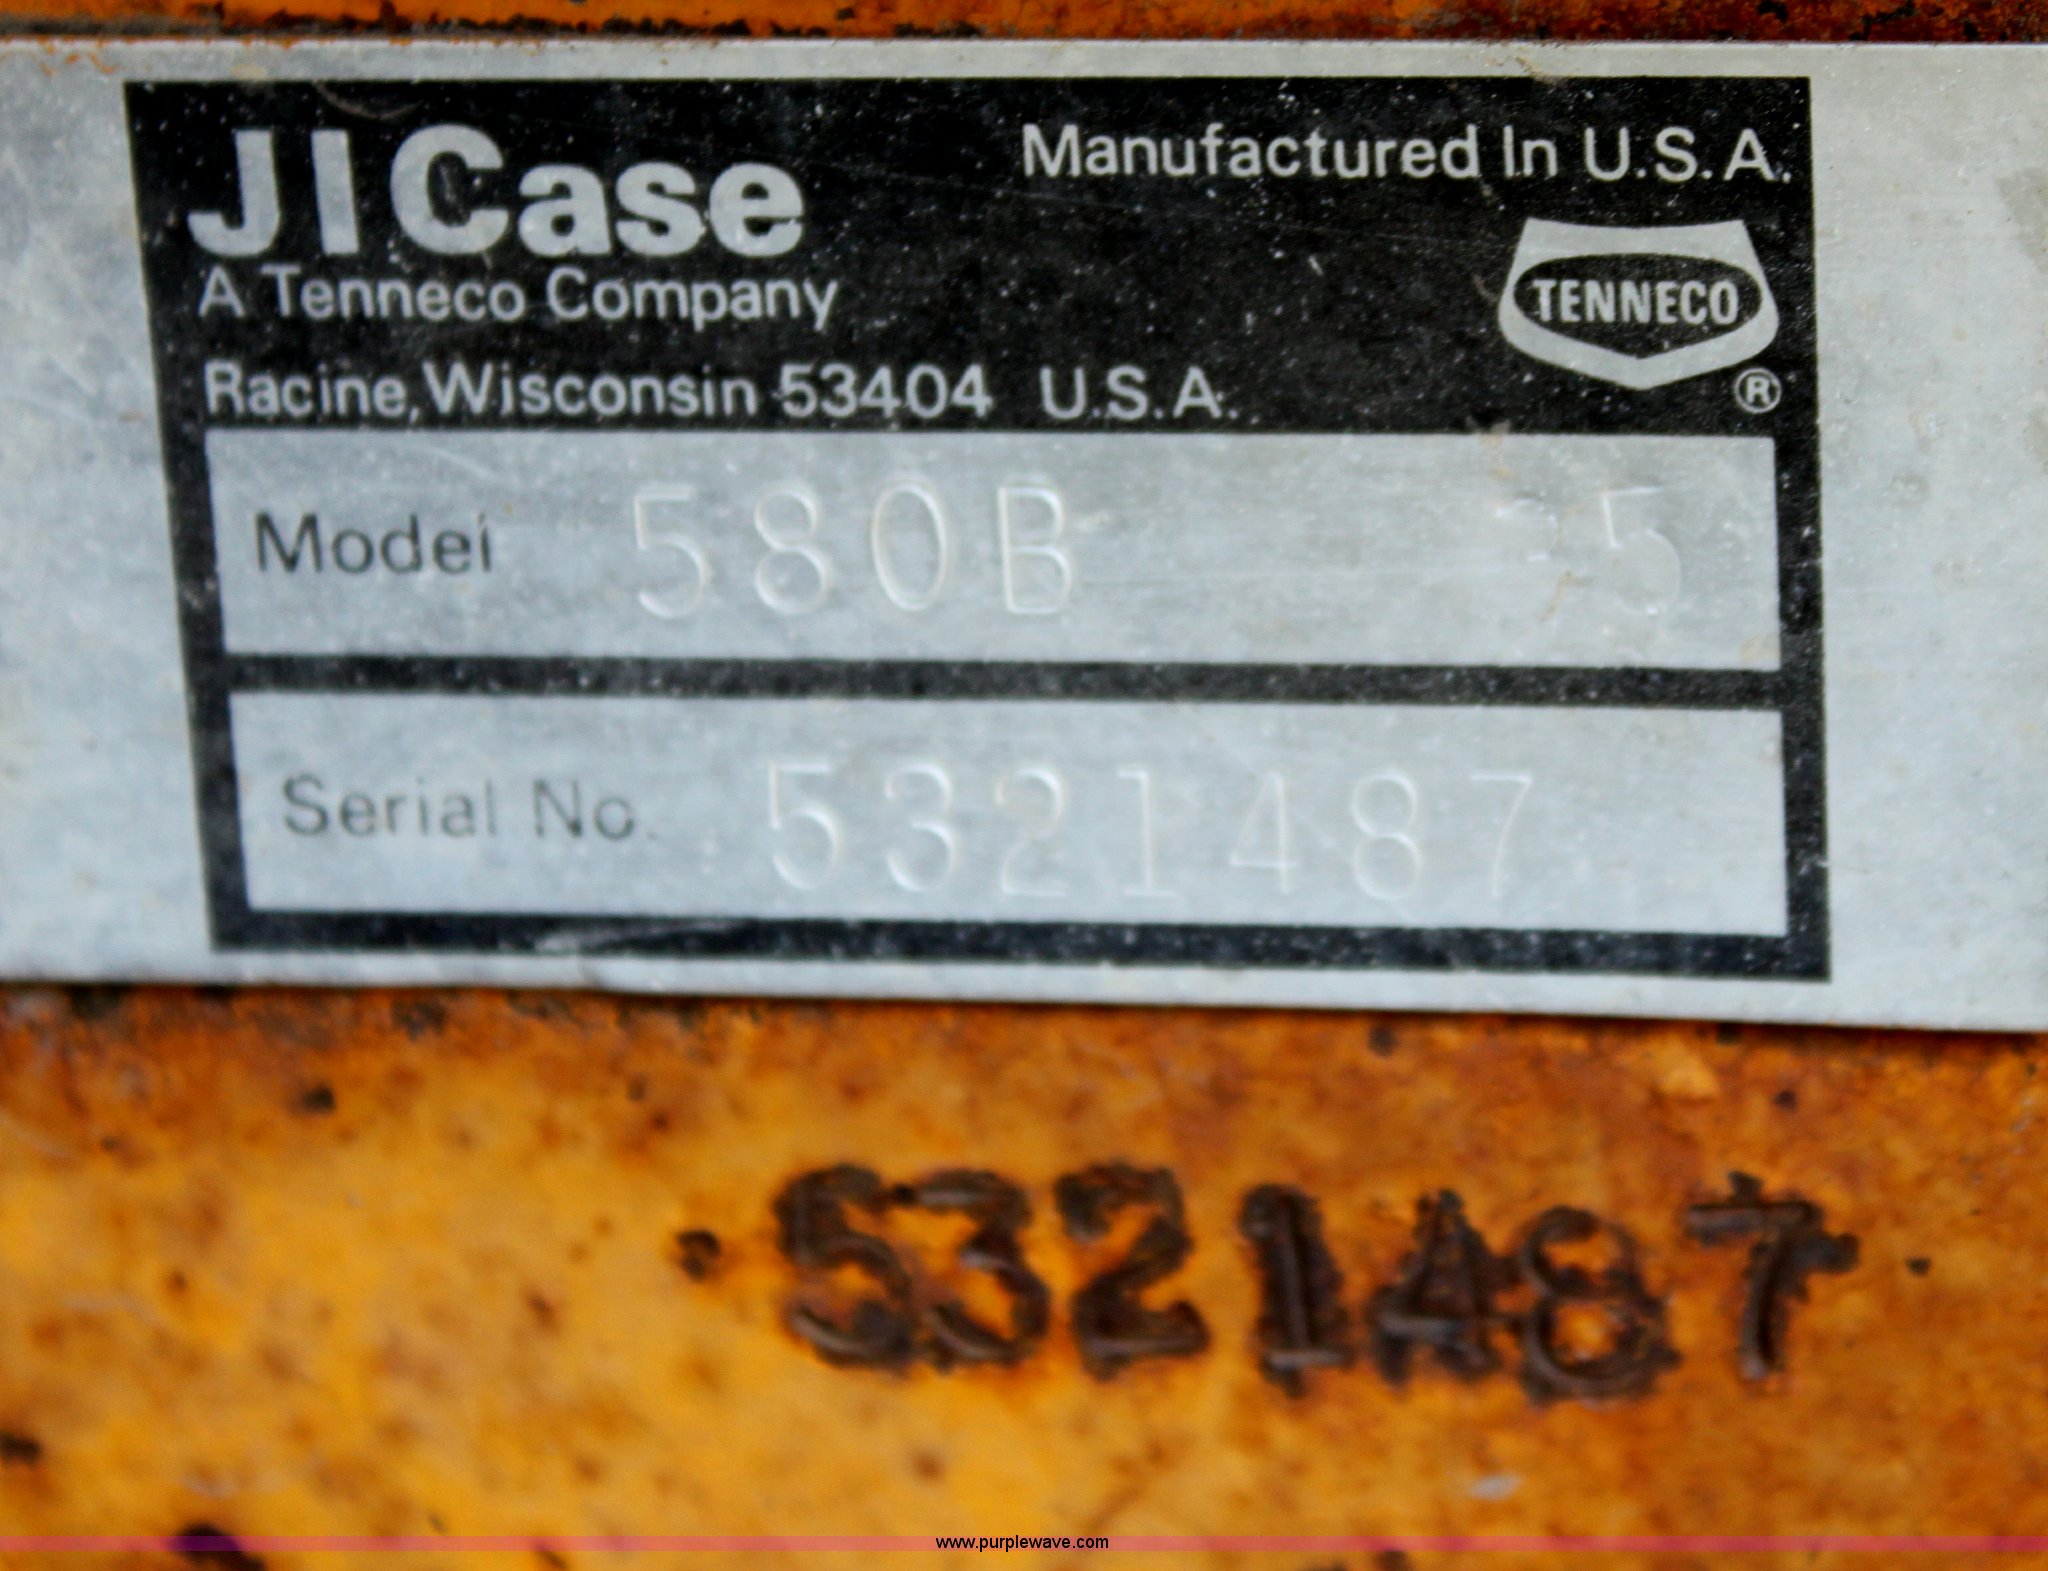 JI Case
Manufactured In U.S.A.
A Tenneco Company
TENNECO
®
Racine, Wisconsin 53404 U.S.A.
Model 580B 5
Serial No. 5321487
5321487
www.purplewave.com